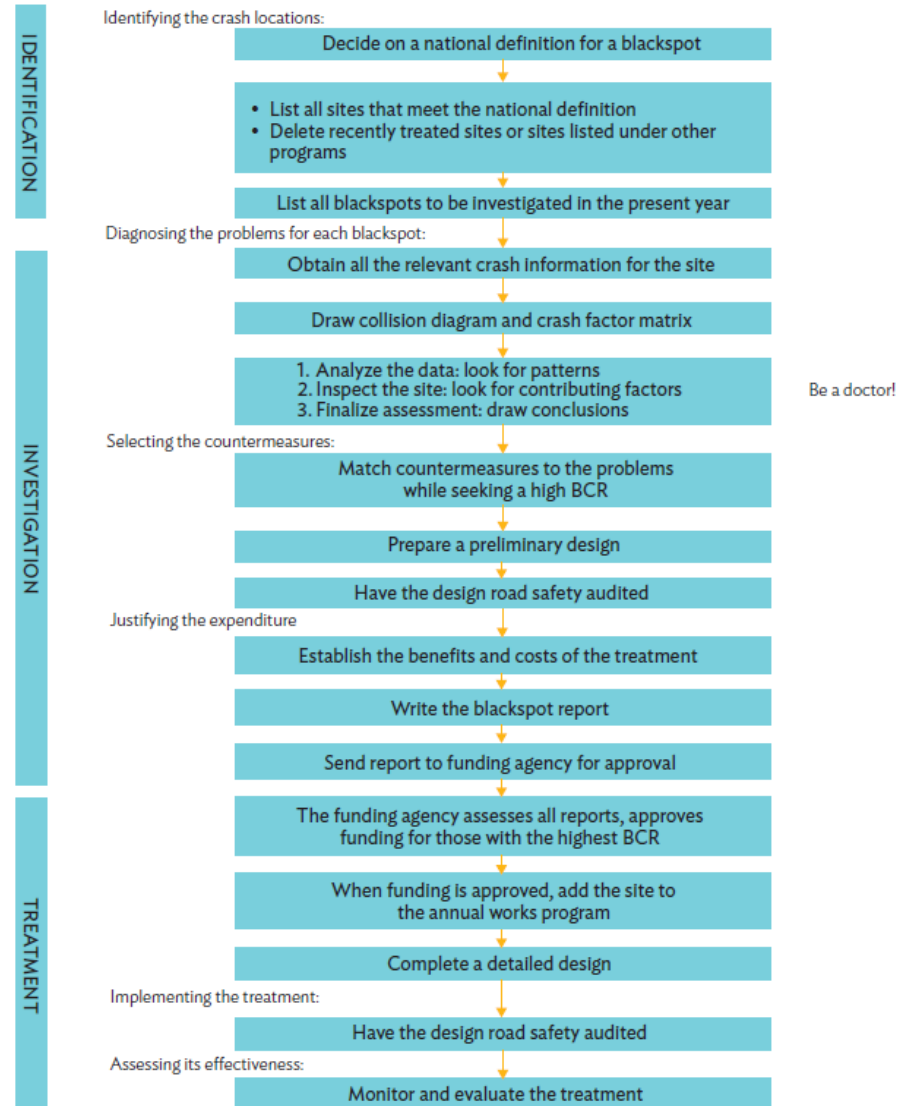 IDENTIFICATION
Identifying the crash locations:
Decide on a national definition for a blackspot
• List all sites that meet the national definition
• Delete recently treated sites or sites listed under other
programs
List all blackspots to be investigated in the present year
INVESTIGATION
Diagnosing the problems for each blackspot:
Obtain all the relevant crash information for the site
Draw collision diagram and crash factor matrix
1. Analyze the data: look for patterns
2. Inspect the site: look for contributing factors
3. Finalize assessment: draw conclusions
Be a doctor!
Selecting the countermeasures:
Match countermeasures to the problems
while seeking a high BCR
Prepare a preliminary design
Have the design road safety audited
Justifying the expenditure
Establish the benefits and costs of the treatment
Write the blackspot report
Send report to funding agency for approval
TREATMENT
The funding agency assesses all reports, approves
funding for those with the highest BCR
When funding is approved, add the site to
the annual works program
Complete a detailed design
Implementing the treatment:
Have the design road safety audited
Assessing its effectiveness:
Monitor and evaluate the treatment